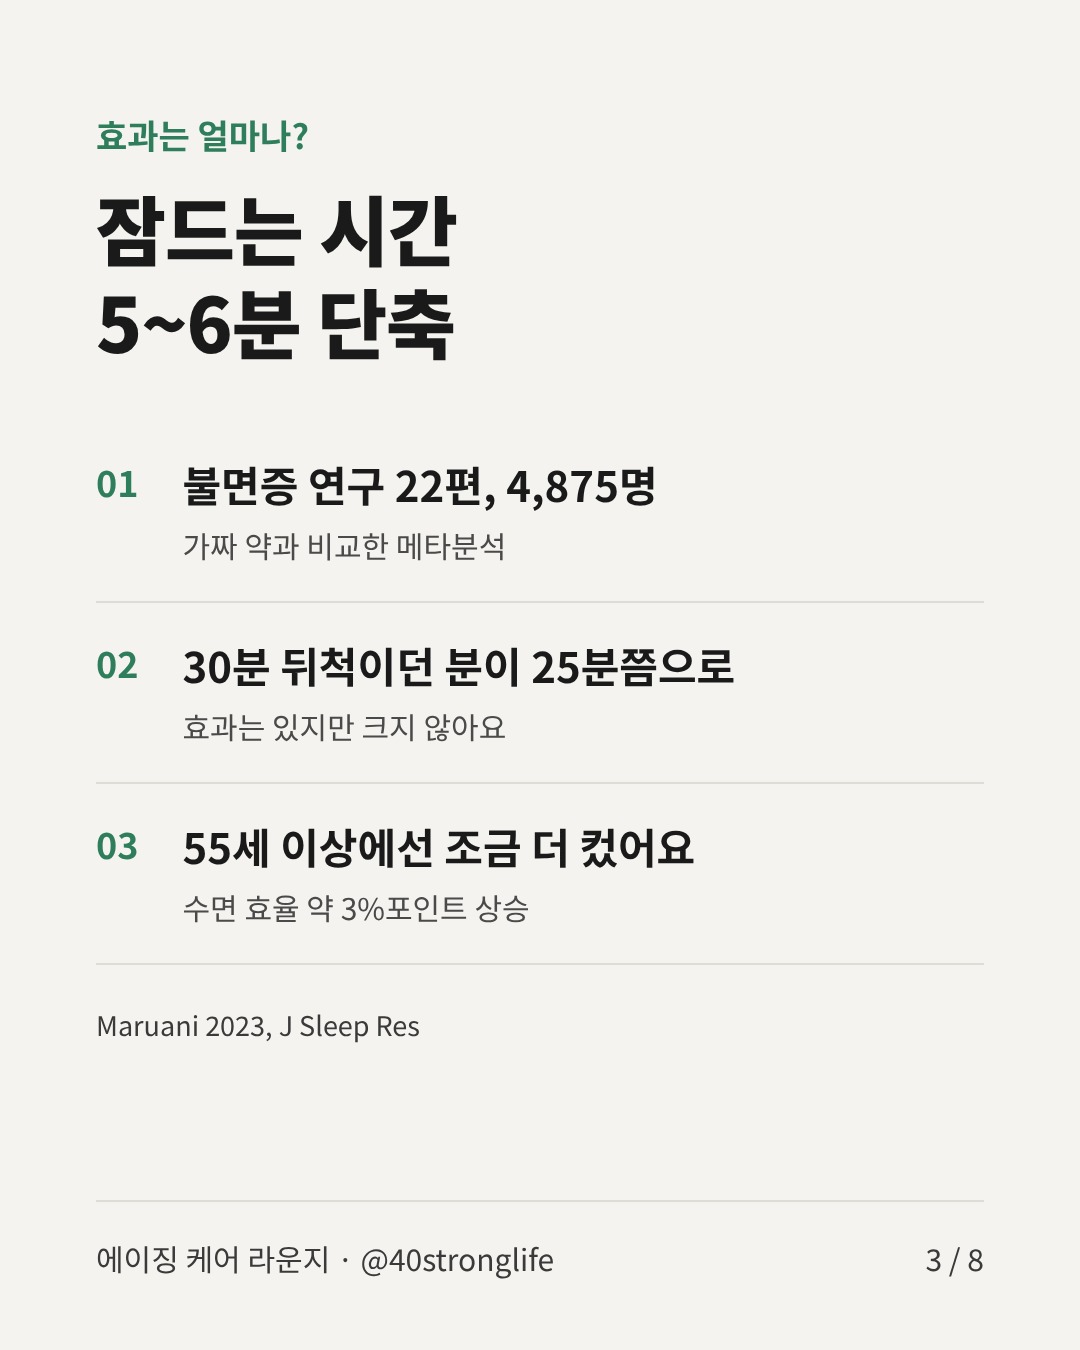 효과는 얼마나?
잠드는 시간
5~6분 단축
01 불면증 연구 22편, 4,875명
가짜 약과 비교한 메타분석
02 30분 뒤척이던 분이 25분쯤으로
효과는 있지만 크지 않아요
03 55세 이상에선 조금 더 컸어요
수면 효율 약 3%포인트 상승
Maruani 2023, J Sleep Res
에이징 케어 라운지 · @40stronglife 3 / 8